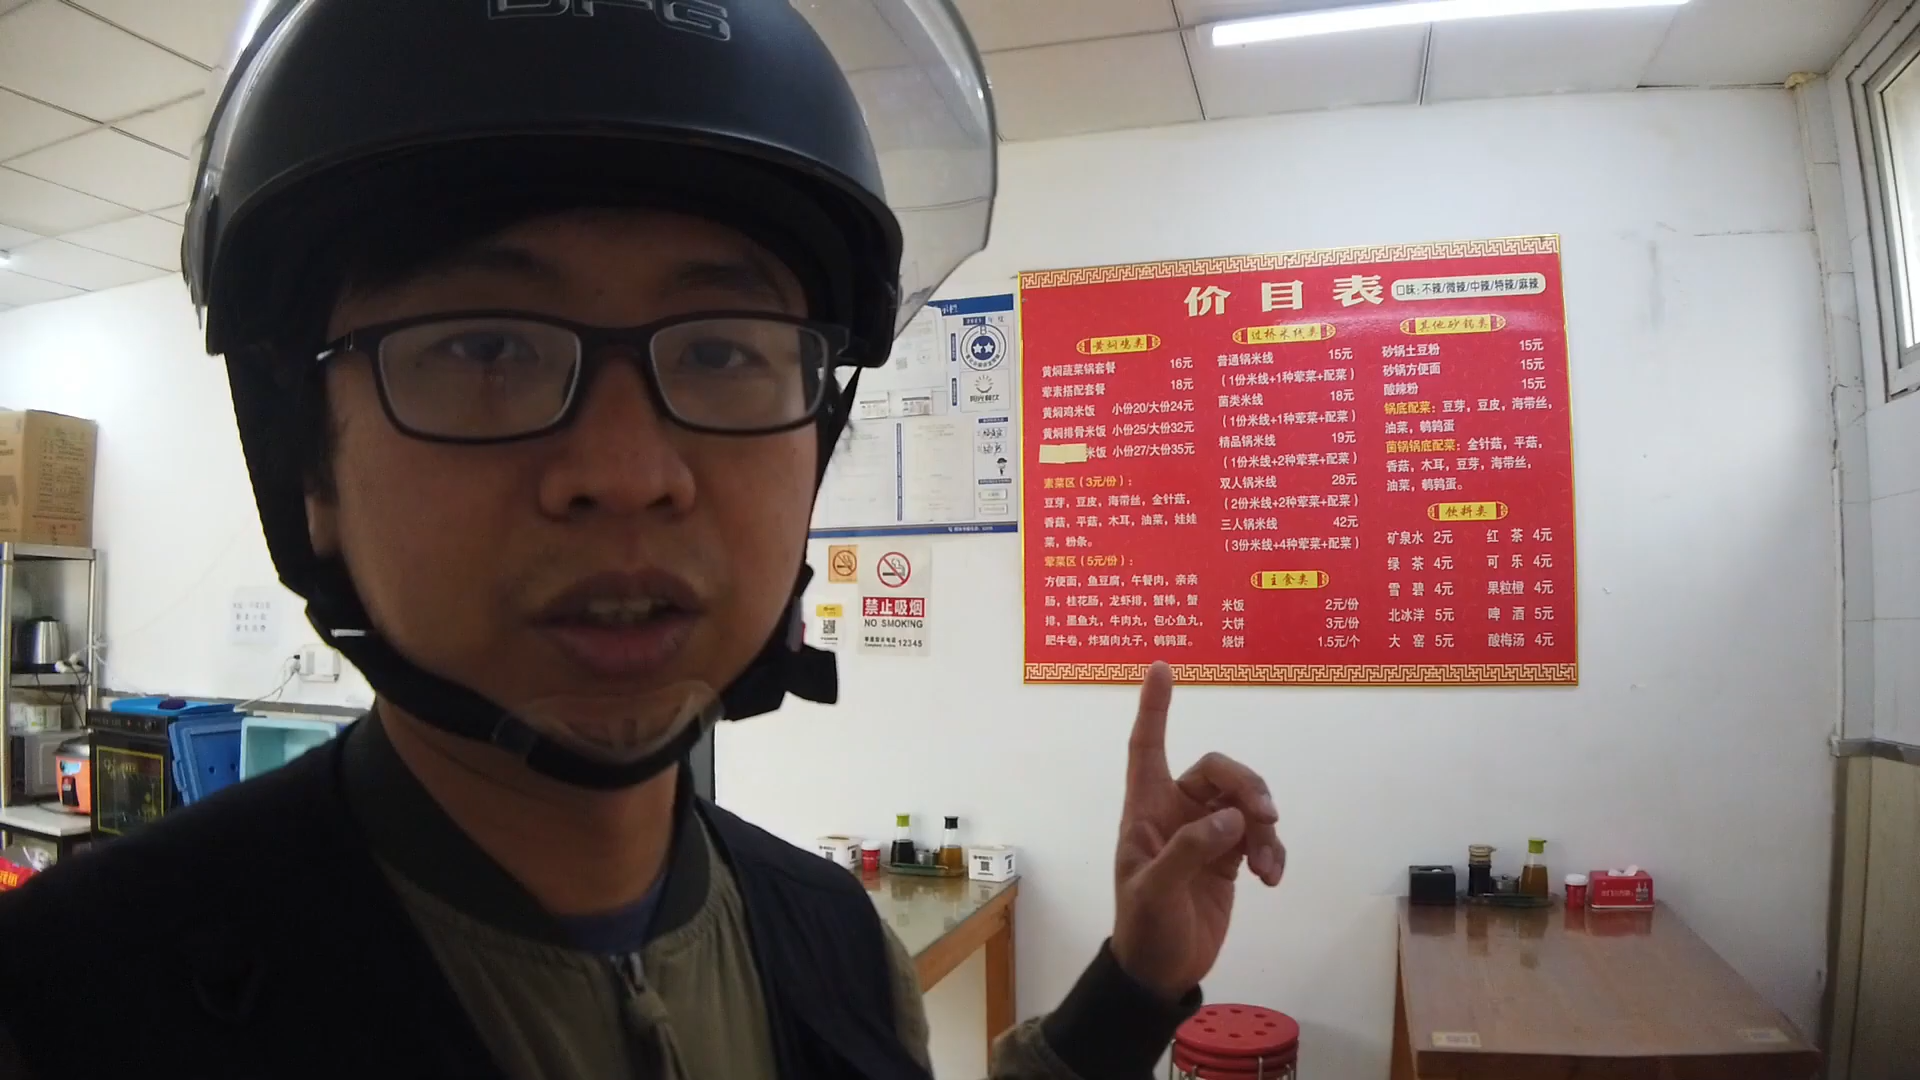 价目表
口味:不辣/微辣/中辣/特辣/麻辣
黄焖鸡类
黄焖蔬菜锅套餐 16元
荤素搭配套餐 18元
黄焖鸡米饭 小份20/大份24元
黄焖排骨米饭 小份25/大份32元
米饭 小份27/大份35元
素菜区(3元/份):
豆芽,豆皮,海带丝,金针菇,
香菇,平菇,木耳,油菜,娃娃
菜,粉条。
荤菜区(5元/份):
方便面,鱼豆腐,午餐肉,亲亲
肠,桂花肠,龙虾排,蟹棒,蟹
排,墨鱼丸,牛肉丸,包心鱼丸,
肥牛卷,炸猪肉丸子,鹌鹑蛋。
过桥米线类
普通锅米线 15元
(1份米线+1种荤菜+配菜)
菌类米线 18元
(1份米线+1种荤菜+配菜)
精品锅米线 19元
(1份米线+2种荤菜+配菜)
双人锅米线 28元
(2份米线+2种荤菜+配菜)
三人锅米线 42元
(3份米线+4种荤菜+配菜)
主食类
米饭 2元/份
大饼 3元/份
烧饼 1.5元/个
其他砂锅类
砂锅土豆粉 15元
砂锅方便面 15元
酸辣粉 15元
锅底配菜:豆芽,豆皮,海带丝,
油菜,鹌鹑蛋
菌锅锅底配菜:金针菇,平菇,
香菇,木耳,豆芽,海带丝,
油菜,鹌鹑蛋。
饮料类
矿泉水 2元 红茶 4元
绿茶 4元 可乐 4元
雪碧 4元 果粒橙 4元
北冰洋 5元 啤酒 5元
大窑 5元 酸梅汤 4元
禁止吸烟
NO SMOKING
12345